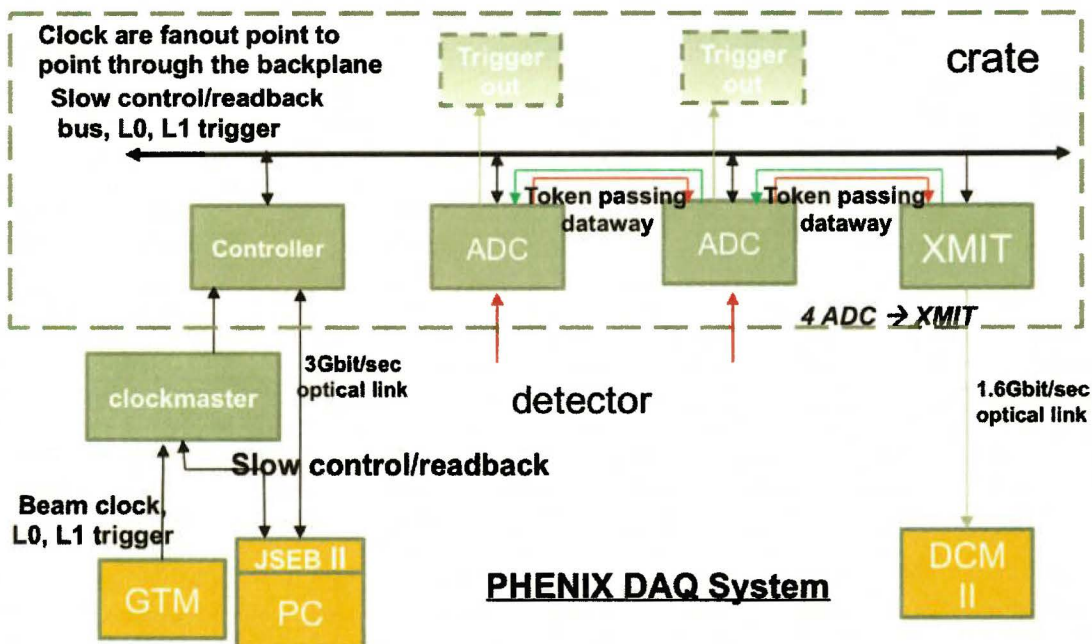 Clock are fanout point to
point through the backplane
Slow control/readback
bus, L0, L1 trigger
Trigger
out
Trigger
out
crate
Controller
ADC
Token passing
dataway
ADC
Token passing
dataway
XMIT
4 ADC → XMIT
clockmaster
3Gbit/sec
optical link
detector
1.6Gbit/sec
optical link
Slow control/readback
Beam clock,
L0, L1 trigger
GTM
JSEB II
PC
PHENIX DAQ System
DCM
II